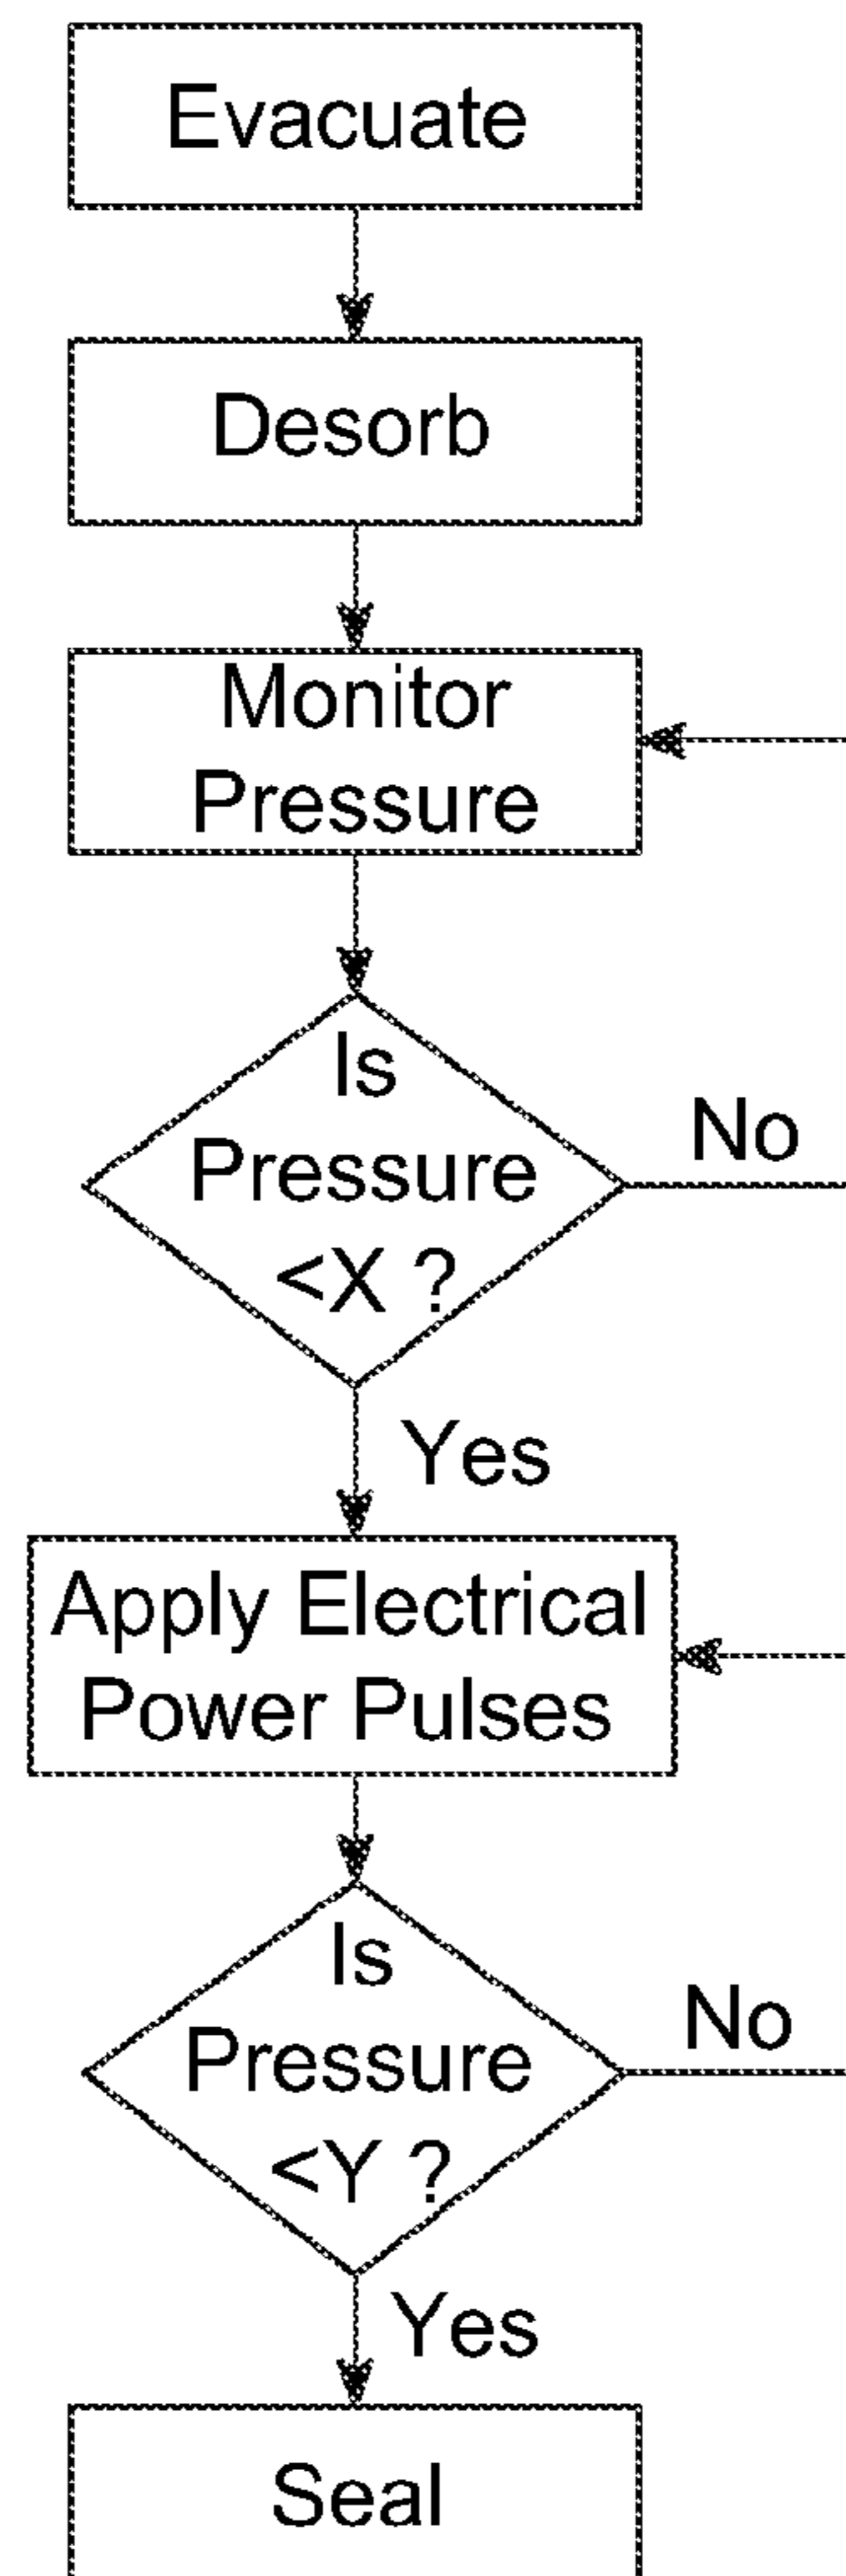 Evacuate
Desorb
Monitor
Pressure
Is
Pressure
<X ?
No
Yes
Apply Electrical
Power Pulses
Is
Pressure
<Y ?
No
Yes
Seal